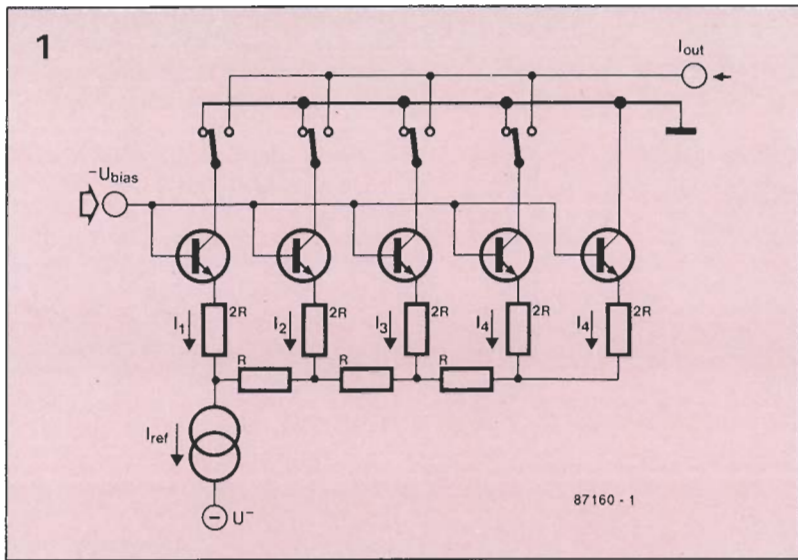 1
I_out
-U_bias
2R
2R
2R
2R
2R
I_1
I_2
I_3
I_4
I_4
R
R
R
I_ref
U^-
87160 - 1